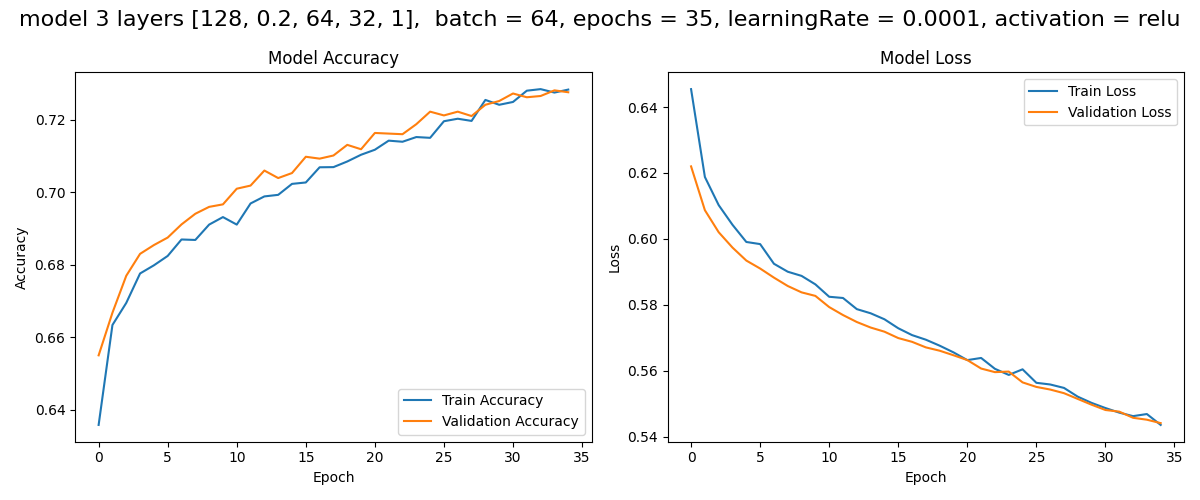 model 3 layers [128, 0.2, 64, 32, 1],  batch = 64, epochs = 35, learningRate = 0.0001, activation = relu
Model Accuracy
0.72
0.70
0.68
0.66
0.64
Accuracy
0
5
10
15
20
25
30
35
Epoch
Train Accuracy
Validation Accuracy
Model Loss
0.64
0.62
0.60
0.58
0.56
0.54
Loss
0
5
10
15
20
25
30
35
Epoch
Train Loss
Validation Loss